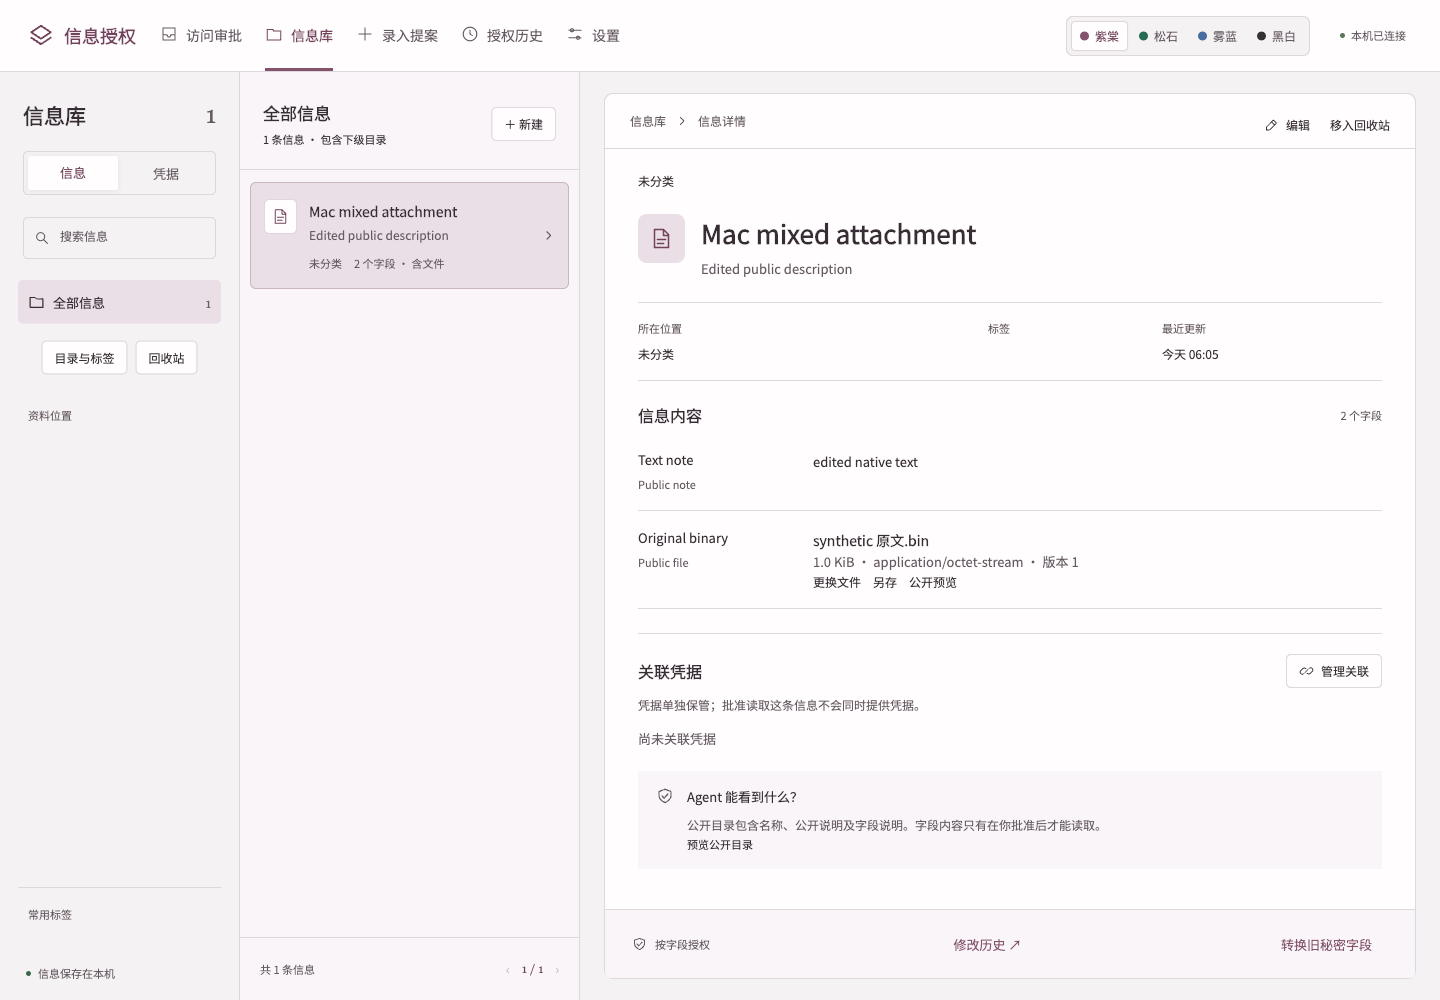 信息授权
访问审批
信息库
录入提案
授权历史
设置
紫棠
松石
雾蓝
黑白
本机已连接
信息库
1
信息
凭据
搜索信息
全部信息
1
目录与标签
回收站
资料位置
常用标签
信息保存在本机
全部信息
1 条信息 · 包含下级目录
新建
Mac mixed attachment
Edited public description
未分类 2 个字段 · 含文件
共 1 条信息
‹ 1 / 1 ›
信息库 > 信息详情
编辑
移入回收站
未分类
Mac mixed attachment
Edited public description
所在位置
未分类
标签
最近更新
今天 06:05
信息内容
2 个字段
Text note
Public note
edited native text
Original binary
Public file
synthetic 原文.bin
1.0 KiB · application/octet-stream · 版本 1
更换文件 另存 公开预览
关联凭据
管理关联
凭据单独保管；批准读取这条信息不会同时提供凭据。
尚未关联凭据
Agent 能看到什么？
公开目录包含名称、公开说明及字段说明。字段内容只有在你批准后才能读取。
预览公开目录
按字段授权
修改历史 ↗
转换旧秘密字段